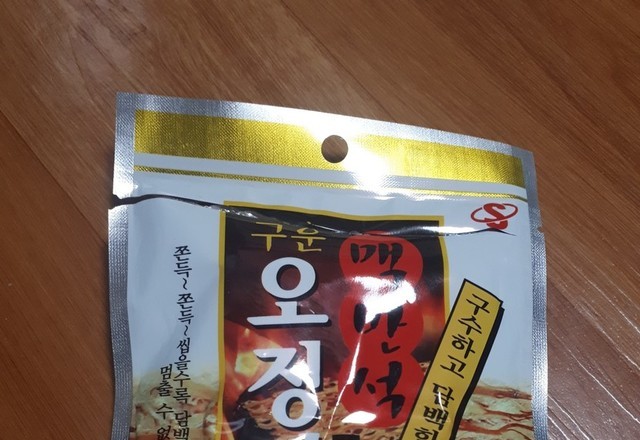 맥반석
구운
오징
구수하고 담백
쫀득~쫀득~씹을수록 담백
멈출 수 없